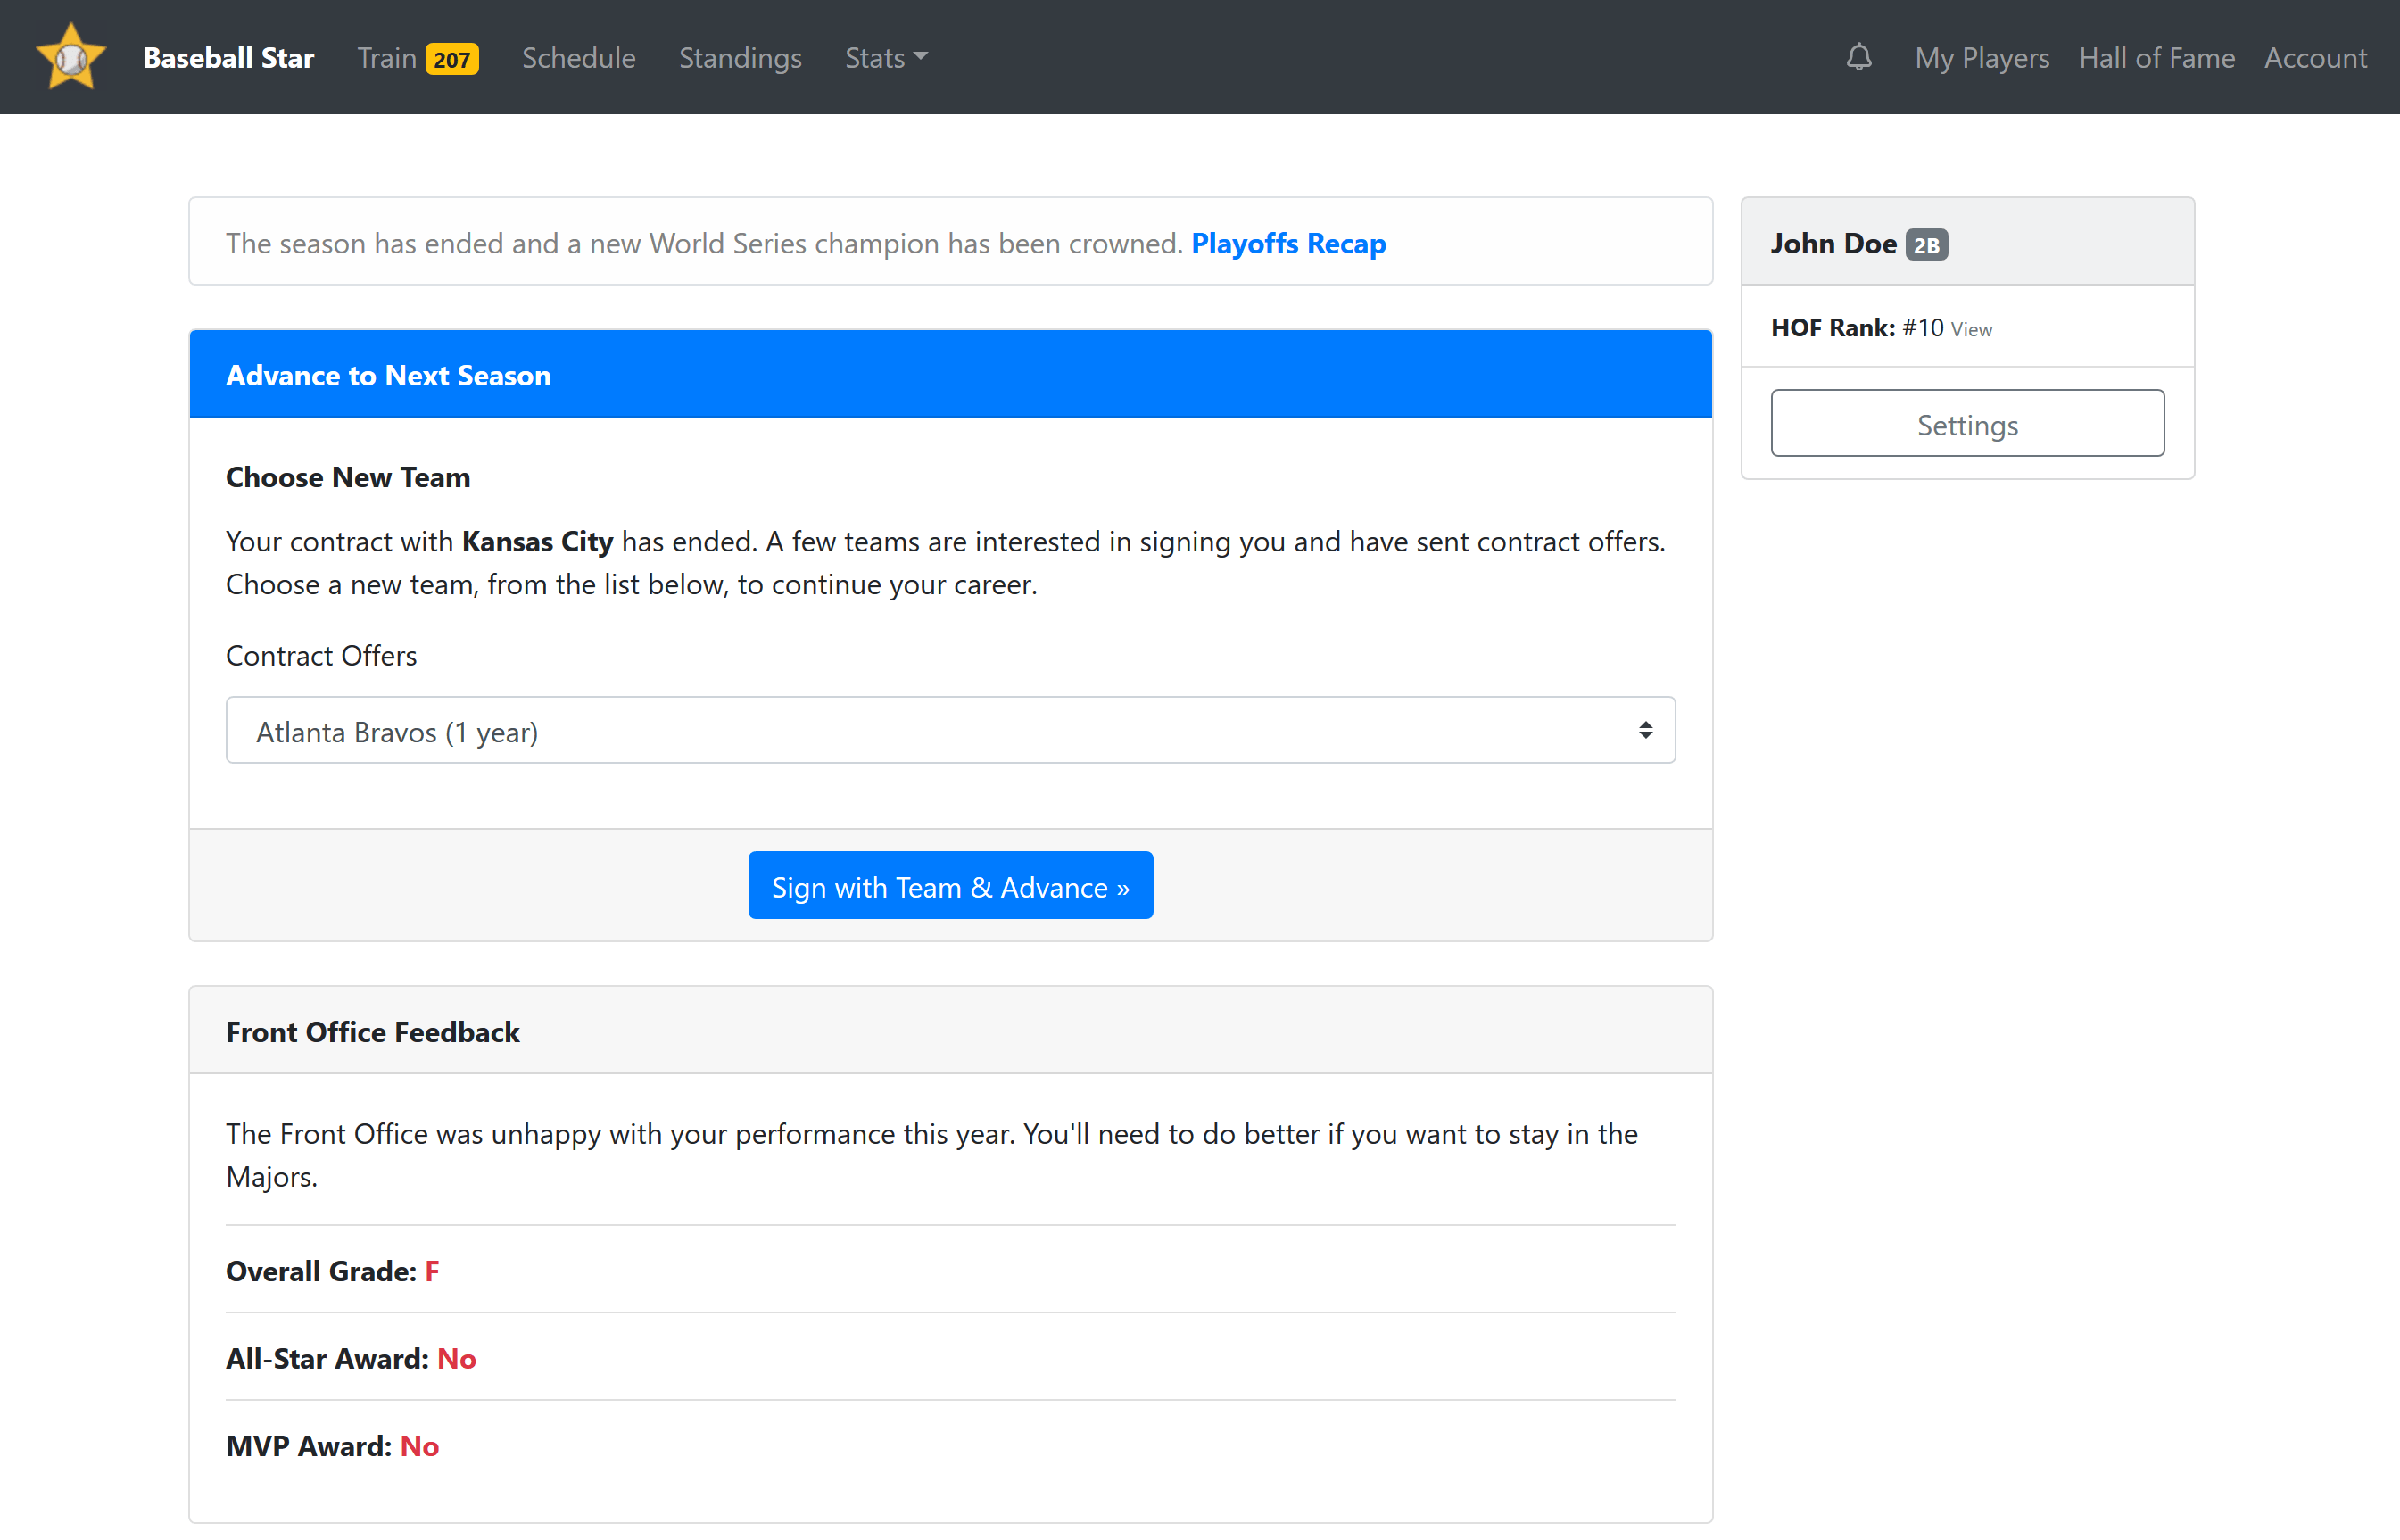 Baseball Star Train 207 Schedule Standings Stats My Players Hall of Fame Account
The season has ended and a new World Series champion has been crowned. Playoffs Recap
Advance to Next Season
Choose New Team
Your contract with Kansas City has ended. A few teams are interested in signing you and have sent contract offers.
Choose a new team, from the list below, to continue your career.
Contract Offers
Atlanta Bravos (1 year)
Sign with Team & Advance »
Front Office Feedback
The Front Office was unhappy with your performance this year. You'll need to do better if you want to stay in the
Majors.
Overall Grade: F
All-Star Award: No
MVP Award: No
John Doe 2B
HOF Rank: #10 View
Settings